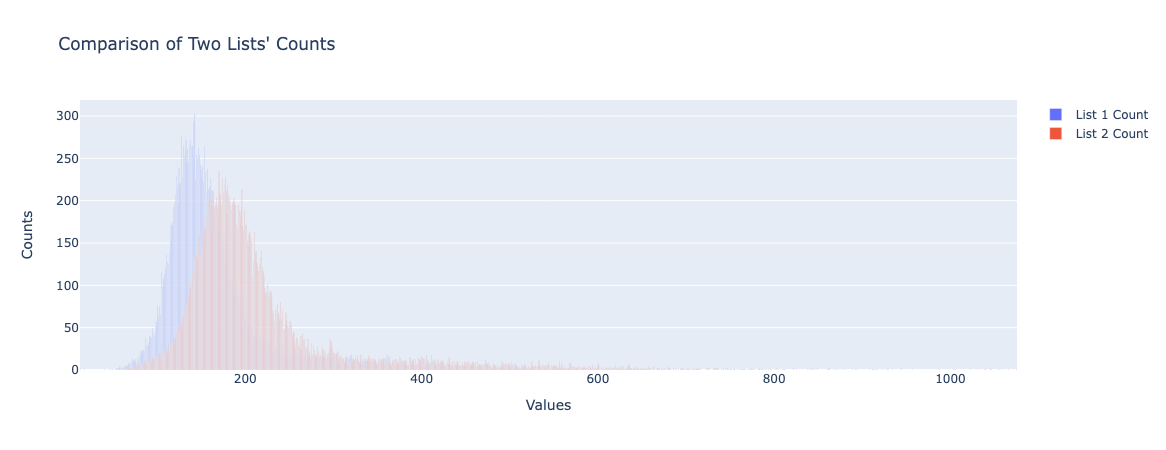 Comparison of Two Lists' Counts
List 1 Count
List 2 Count
300
250
200
150
100
50
0
Counts
200 400 600 800 1000
Values